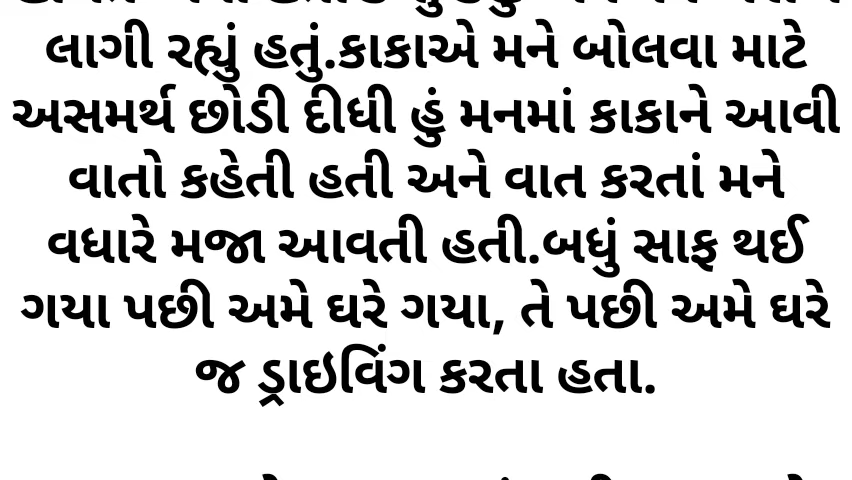 લાગી રહ્યું હતું.કાકાએ મને બોલવા માટે
અસમર્થ છોડી દીધી હું મનમાં કાકાને આવી
વાતો કહેતી હતી અને વાત કરતાં મને
વધારે મજા આવતી હતી.બધું સાફ થઈ
ગયા પછી અમે ઘરે ગયા, તે પછી અમે ઘરે
જ ડ્રાઇવિંગ કરતા હતા.